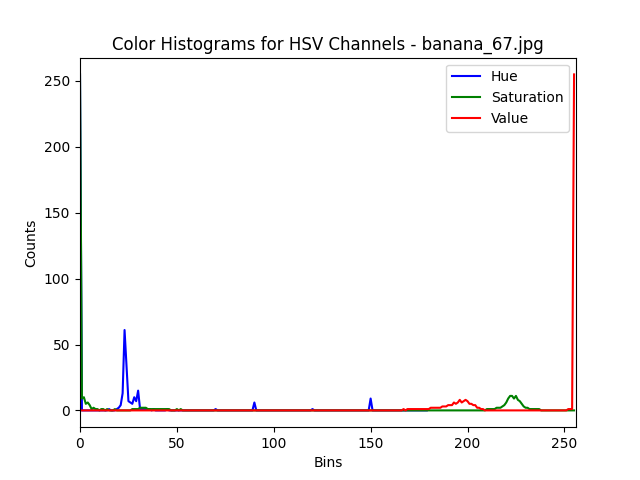 Color Histograms for HSV Channels - banana_67.jpg
Hue
Saturation
Value
250
200
150
100
50
0
Counts
0 50 100 150 200 250
Bins